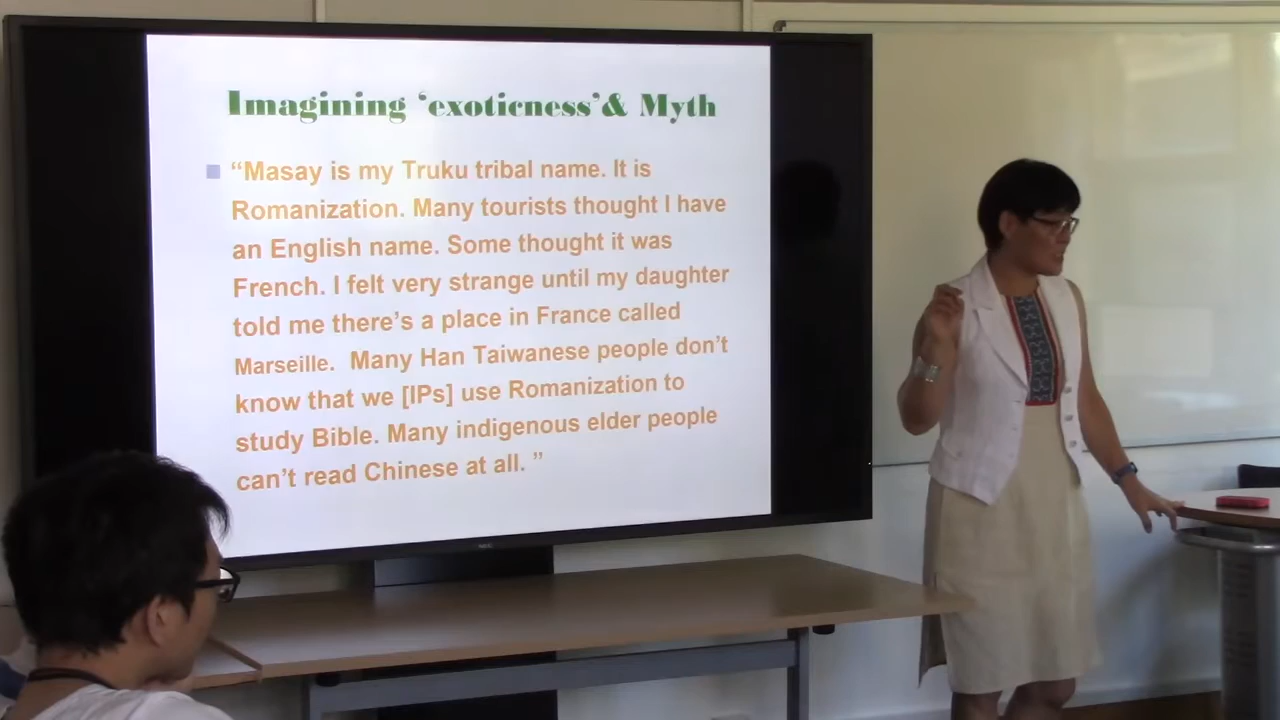 Imagining ‘exoticness’& Myth
“Masay is my Truku tribal name. It is
Romanization. Many tourists thought I have
an English name. Some thought it was
French. I felt very strange until my daughter
told me there’s a place in France called
Marseille. Many Han Taiwanese people don’t
know that we [IPs] use Romanization to
study Bible. Many indigenous elder people
can’t read Chinese at all. ”
NEC